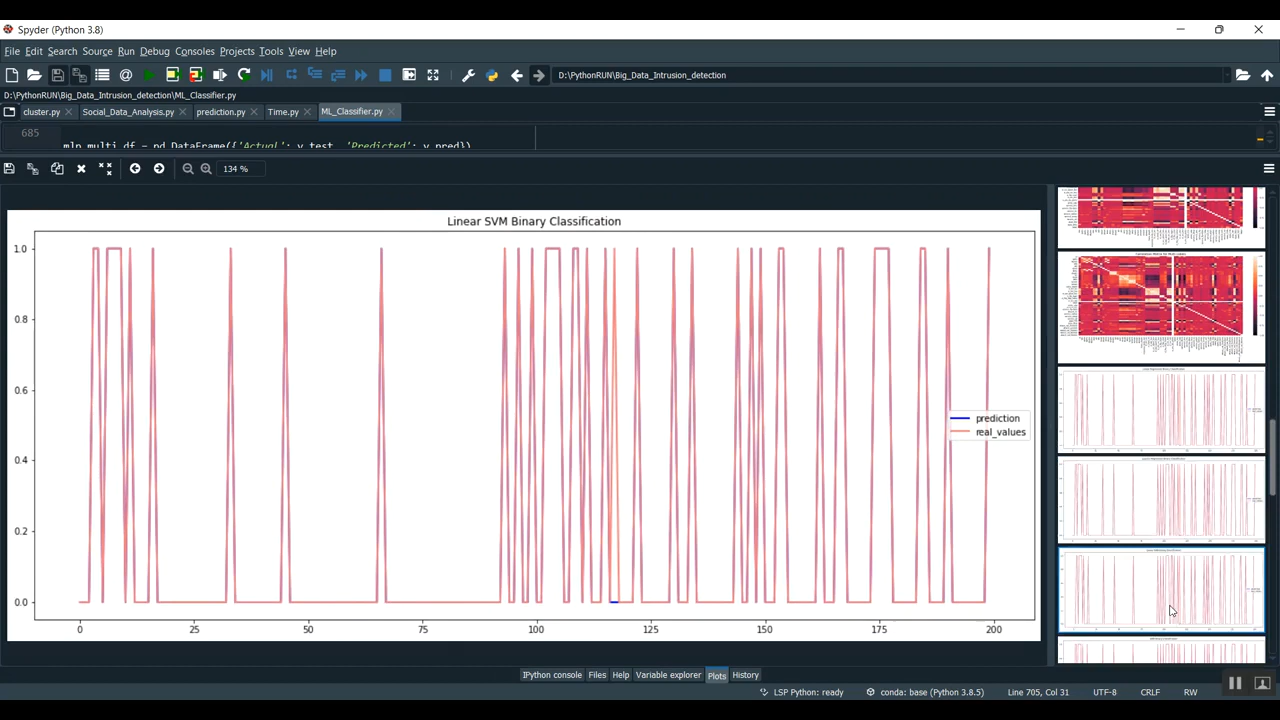 Spyder (Python 3.8)
File Edit Search Source Run Debug Consoles Projects Tools View Help
D:\PythonRUN\Big_Data_Intrusion_detection
D:\PythonRUN\Big_Data_Intrusion_detection\ML_Classifier.py
cluster.py Social_Data_Analysis.py prediction.py Time.py ML_Classifier.py
685
mlp_multi_df = pd.DataFrame({'Actual': y_test, 'Predicted': y_pred})
134 %
Linear SVM Binary Classification
1.0
0.8
0.6
0.4
0.2
0.0
prediction
real_values
0 25 50 75 100 125 150 175 200
IPython console Files Help Variable explorer Plots History
LSP Python: ready conda: base (Python 3.8.5) Line 705, Col 31 UTF-8 CRLF RW